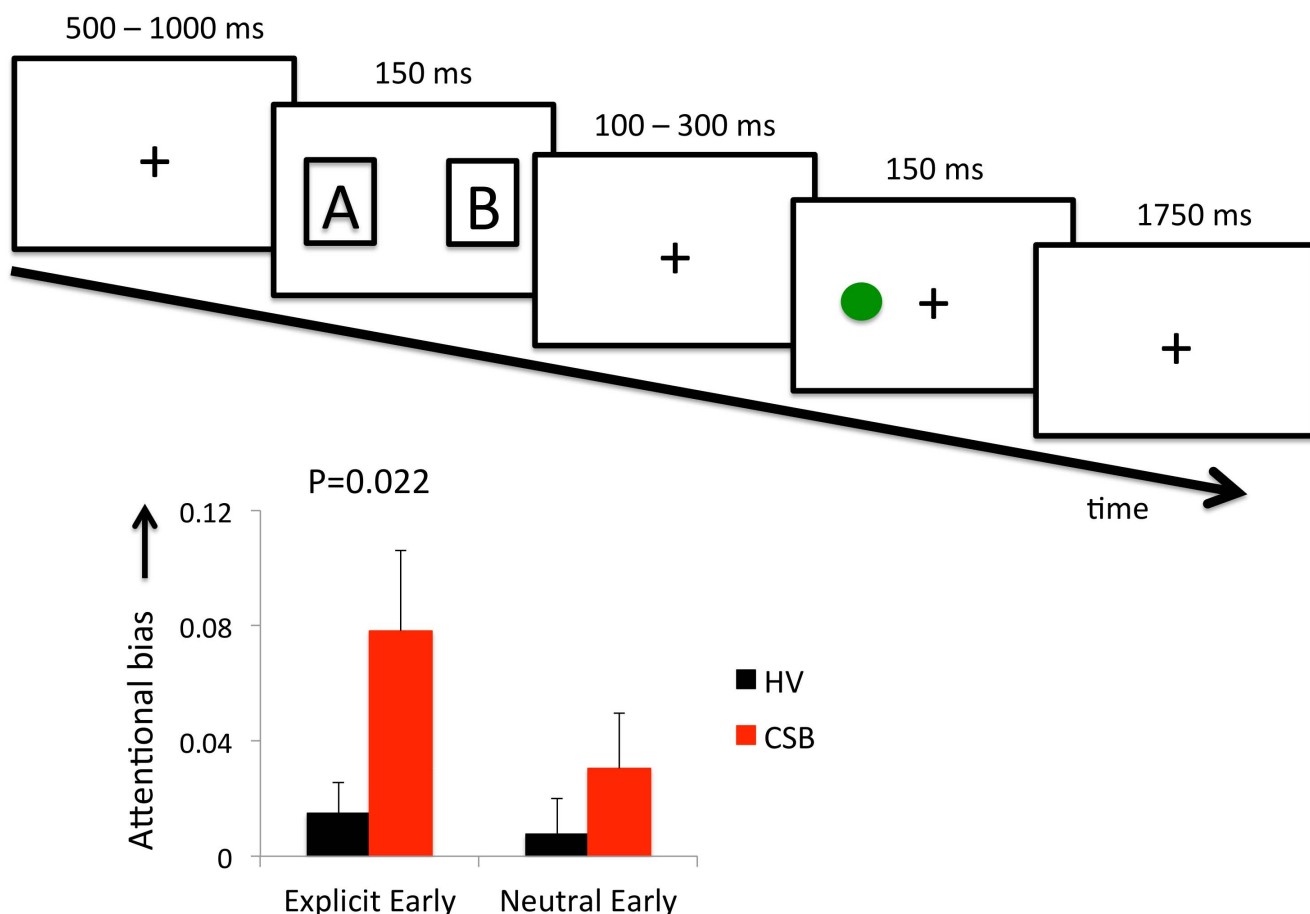 500 – 1000 ms
150 ms
100 – 300 ms
150 ms
1750 ms
+
A B
+
+
+
time
P=0.022
Attentional bias
0.12
0.08
0.04
0
HV
CSB
Explicit Early Neutral Early